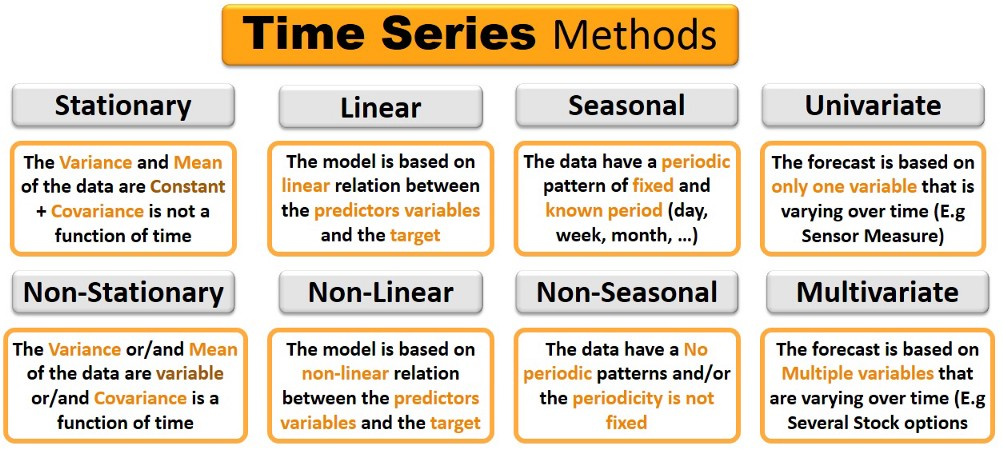 Time Series Methods
Stationary
The Variance and Mean
of the data are Constant
+ Covariance is not a
function of time
Linear
The model is based on
linear relation between
the predictors variables
and the target
Seasonal
The data have a periodic
pattern of fixed and
known period (day,
week, month, ...)
Univariate
The forecast is based on
only one variable that is
varying over time (E.g
Sensor Measure)
Non-Stationary
The Variance or/and Mean
of the data are variable
or/and Covariance is a
function of time
Non-Linear
The model is based on
non-linear relation
between the predictors
variables and the target
Non-Seasonal
The data have a No
periodic patterns and/or
the periodicity is not
fixed
Multivariate
The forecast is based on
Multiple variables that
are varying over time (E.g
Several Stock options